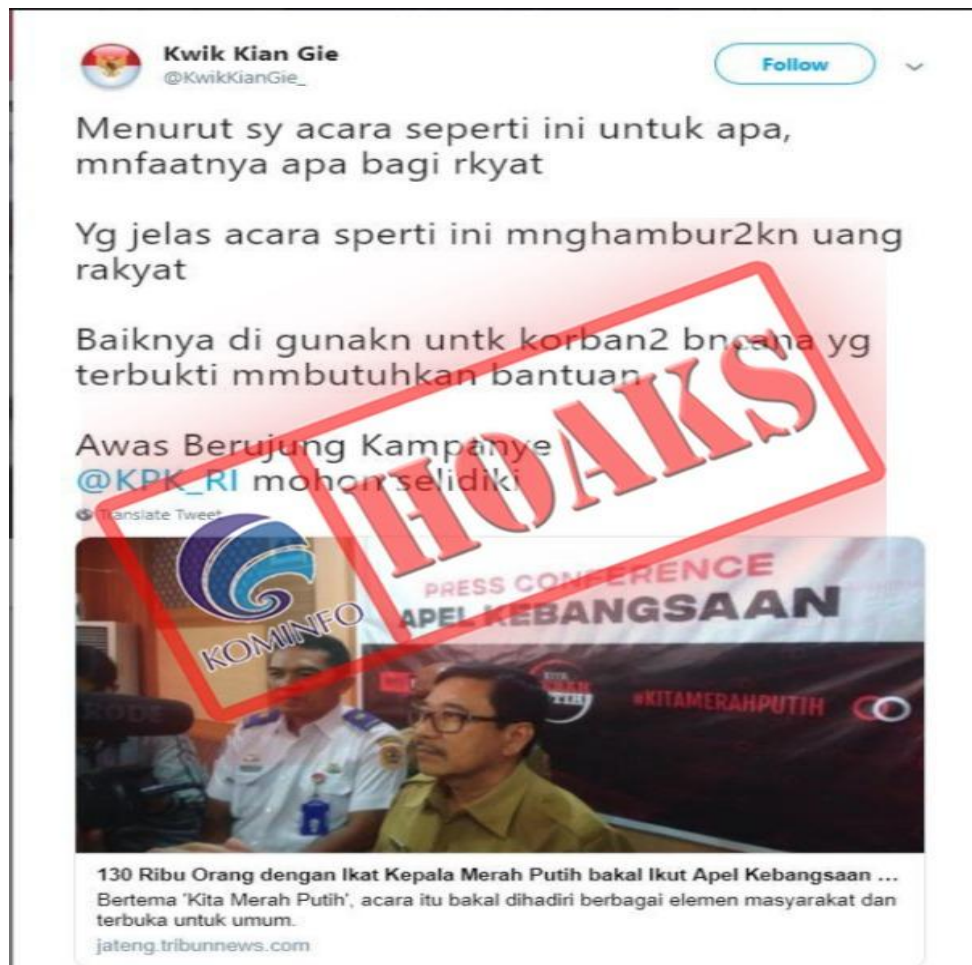 Kwik Kian Gie
@KwikKianGie_
Follow
Menurut sy acara seperti ini untuk apa,
mnfaatnya apa bagi rkyat
Yg jelas acara sperti ini mnghambur2kn uang
rakyat
Baiknya di gunakn untk korban2 bncana yg
terbukti mmbutuhkan bantuan
Awas Berujung Kampanye
@KPK_RI mohon selidiki
Translate Tweet
HOAKS
KOMINFO
PRESS CONFERENCE
APEL KEBANGSAAN
RODE
#KITAMERAHPUTIH
130 Ribu Orang dengan Ikat Kepala Merah Putih bakal Ikut Apel Kebangsaan ...
Bertema 'Kita Merah Putih', acara itu bakal dihadiri berbagai elemen masyarakat dan
terbuka untuk umum.
jateng.tribunnews.com